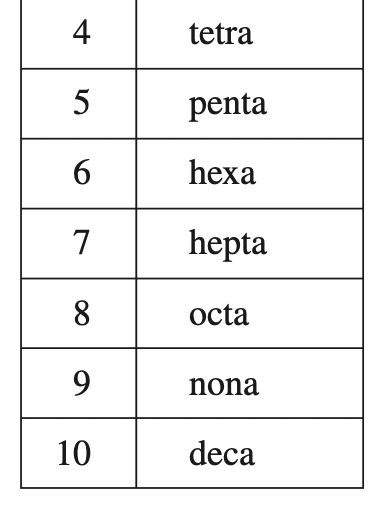 4 tetra
5 penta
6 hexa
7 hepta
8 octa
9 nona
10 deca